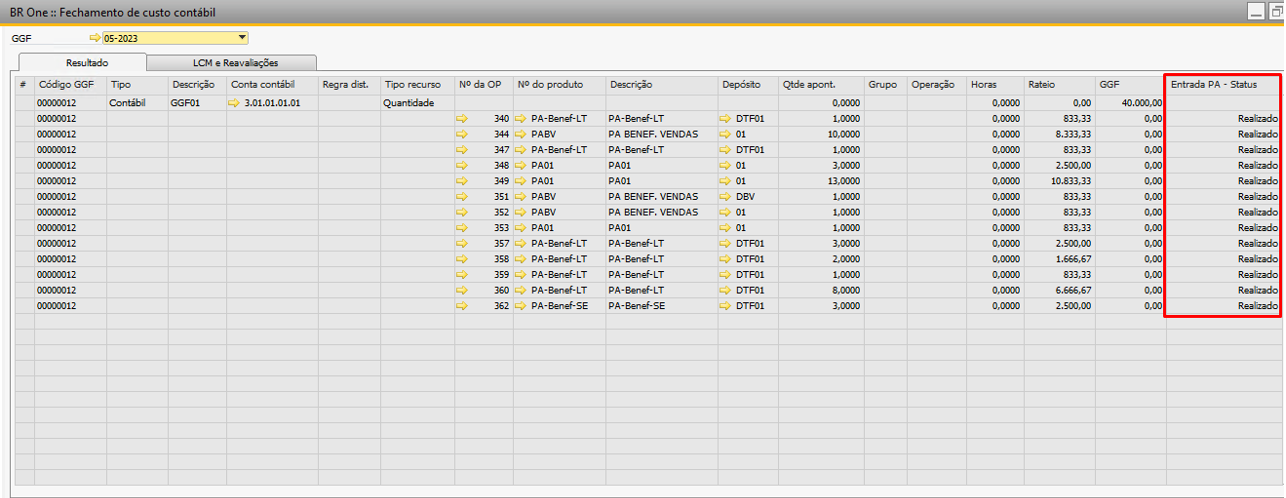 BR One :: Fechamento de custo contábil
GGF 05-2023
Resultado LCM e Reavaliações
# Código GGF Tipo Descrição Conta contábil Regra dist. Tipo recurso Nº da OP Nº do produto Descrição Depósito Qtde apont. Grupo Operação Horas Rateio GGF Entrada PA - Status
00000012 Contábil GGF01 3.01.01.01.01 Quantidade 0,0000 0,0000 0,00 40.000,00
00000012 340 PA-Benef-LT PA-Benef-LT DTF01 1,0000 0,0000 833,33 0,00 Realizado
00000012 344 PABV PA BENEF. VENDAS 01 10,0000 0,0000 8.333,33 0,00 Realizado
00000012 347 PA-Benef-LT PA-Benef-LT DTF01 1,0000 0,0000 833,33 0,00 Realizado
00000012 348 PA01 PA01 01 3,0000 0,0000 2.500,00 0,00 Realizado
00000012 349 PA01 PA01 01 13,0000 0,0000 10.833,33 0,00 Realizado
00000012 351 PABV PA BENEF. VENDAS DBV 1,0000 0,0000 833,33 0,00 Realizado
00000012 352 PABV PA BENEF. VENDAS 01 1,0000 0,0000 833,33 0,00 Realizado
00000012 353 PA01 PA01 01 1,0000 0,0000 833,33 0,00 Realizado
00000012 357 PA-Benef-LT PA-Benef-LT DTF01 3,0000 0,0000 2.500,00 0,00 Realizado
00000012 358 PA-Benef-LT PA-Benef-LT DTF01 2,0000 0,0000 1.666,67 0,00 Realizado
00000012 359 PA-Benef-LT PA-Benef-LT DTF01 1,0000 0,0000 833,33 0,00 Realizado
00000012 360 PA-Benef-LT PA-Benef-LT DTF01 8,0000 0,0000 6.666,67 0,00 Realizado
00000012 362 PA-Benef-SE PA-Benef-SE DTF01 3,0000 0,0000 2.500,00 0,00 Realizado